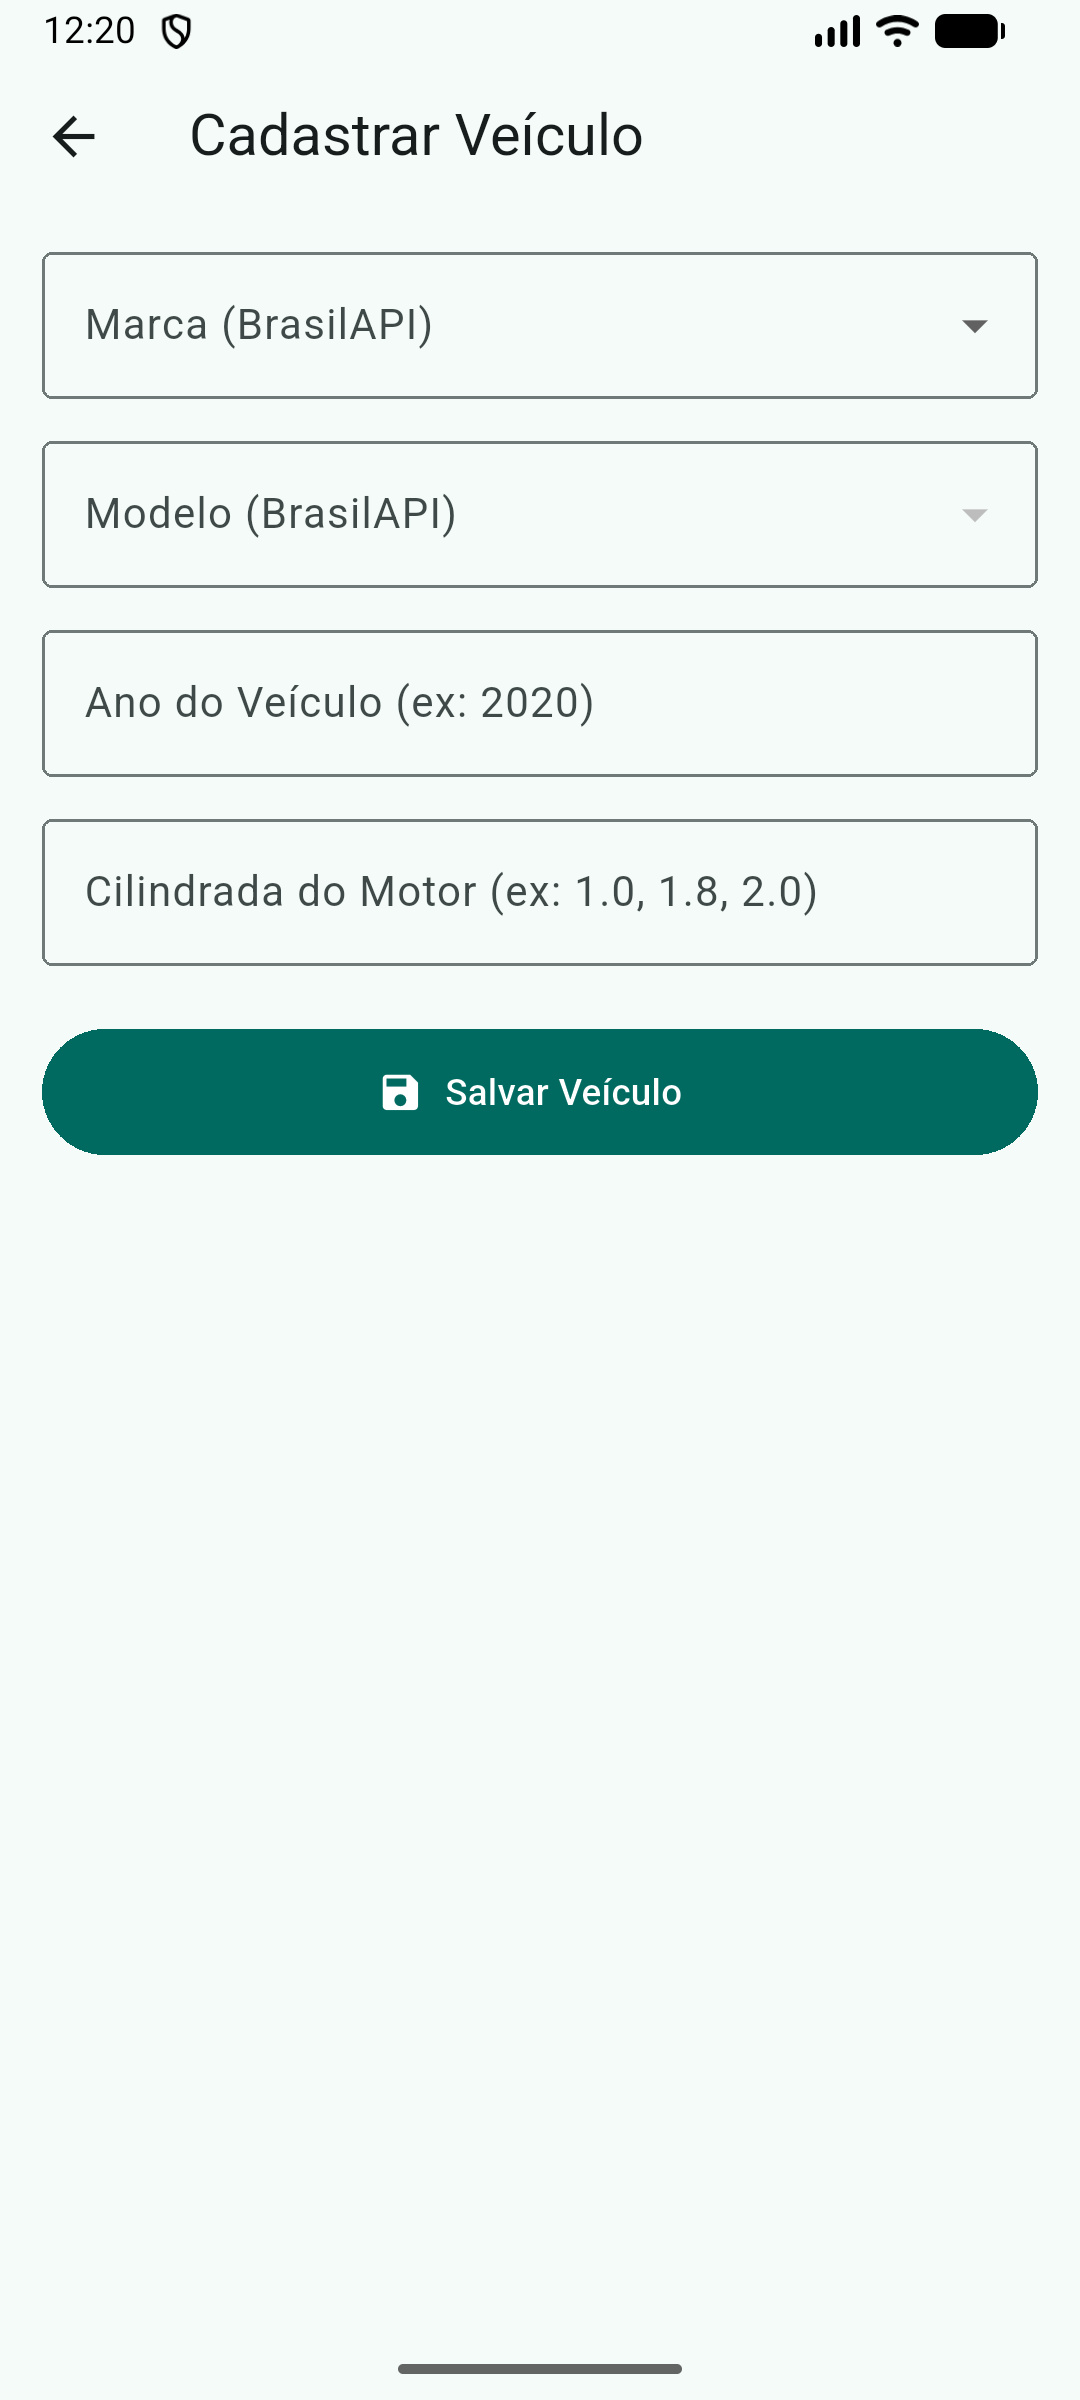 12:20
Cadastrar Veículo
Marca (BrasilAPI)
Modelo (BrasilAPI)
Ano do Veículo (ex: 2020)
Cilindrada do Motor (ex: 1.0, 1.8, 2.0)
Salvar Veículo